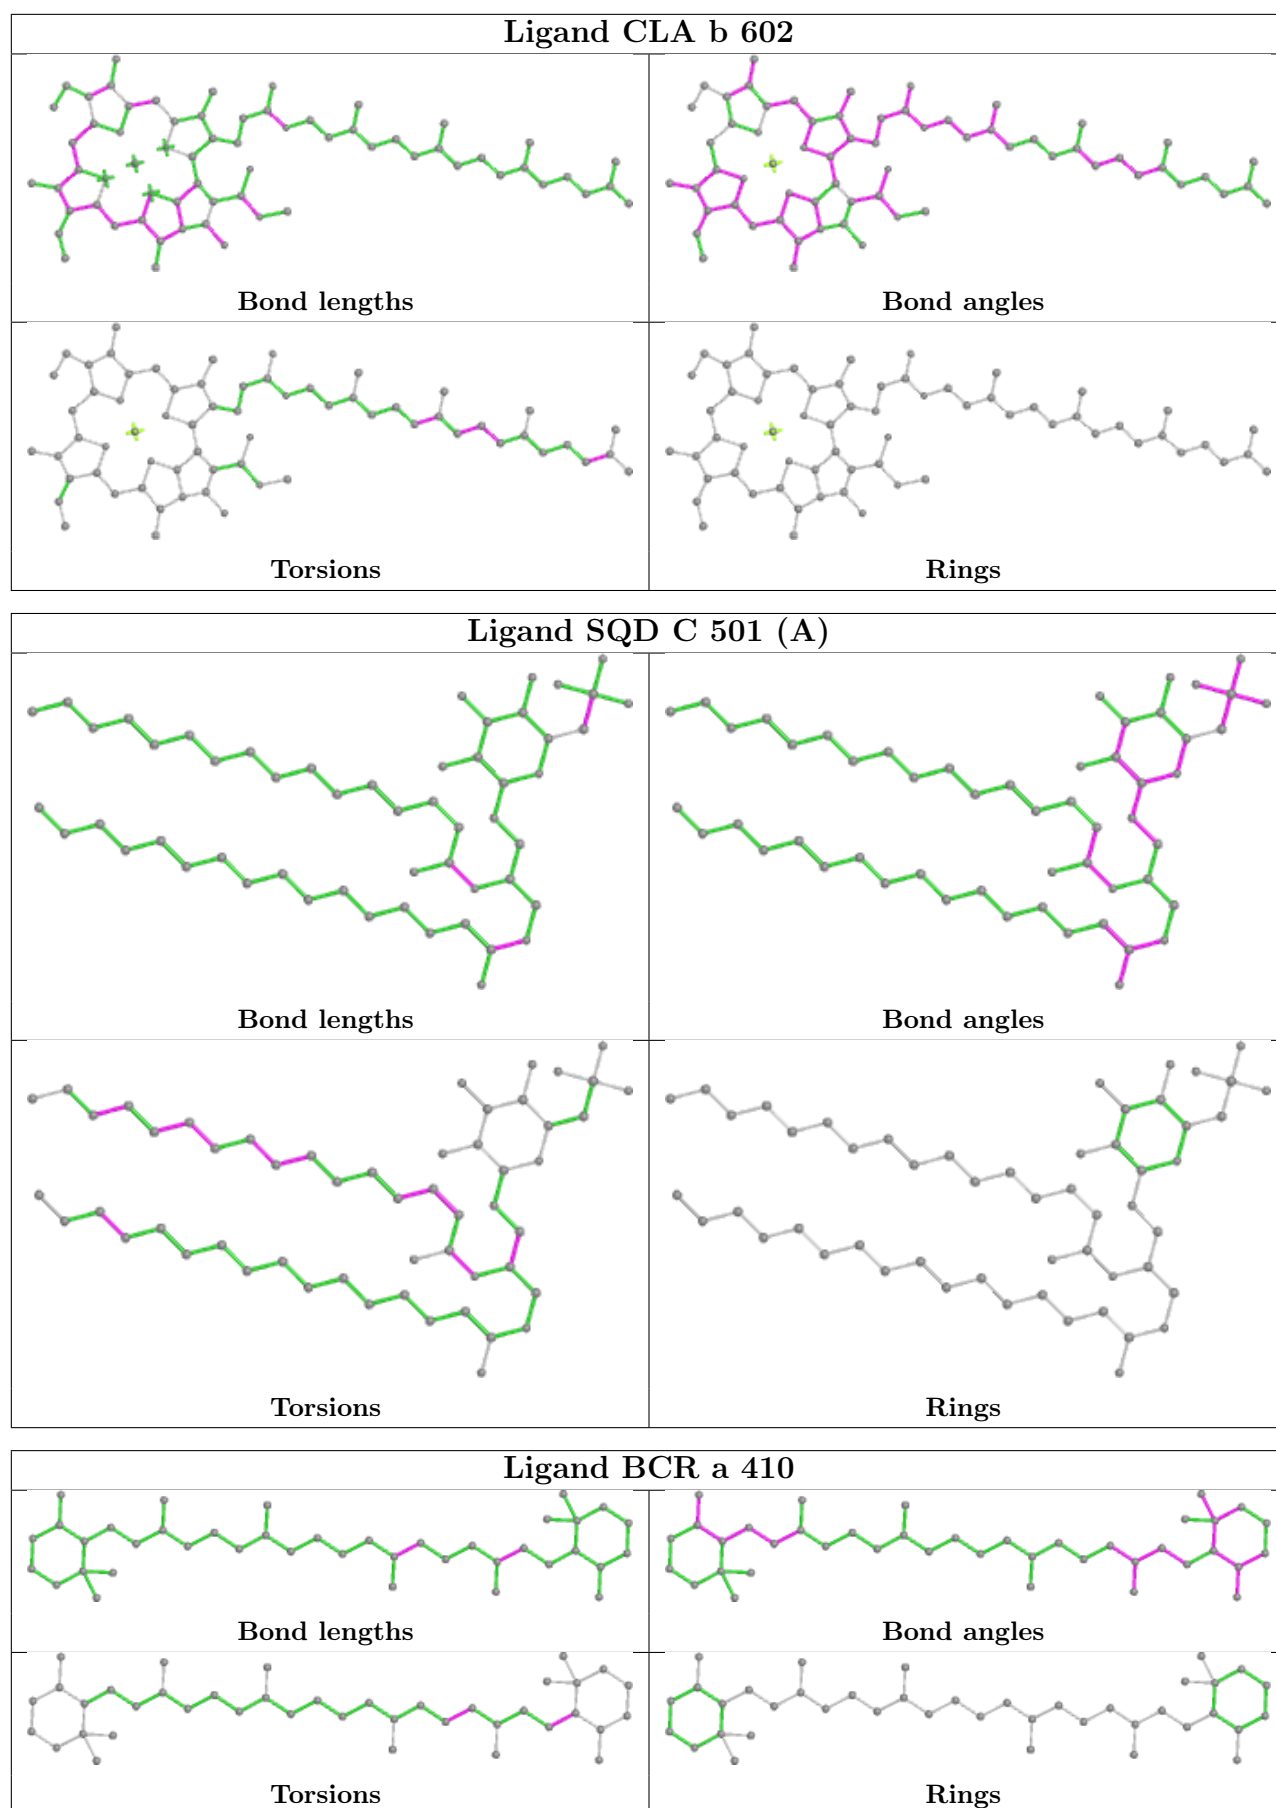 Ligand CLA b 602
Bond lengths
Bond angles
Torsions
Rings
Ligand SQD C 501 (A)
Bond lengths
Bond angles
Torsions
Rings
Ligand BCR a 410
Bond lengths
Bond angles
Torsions
Rings